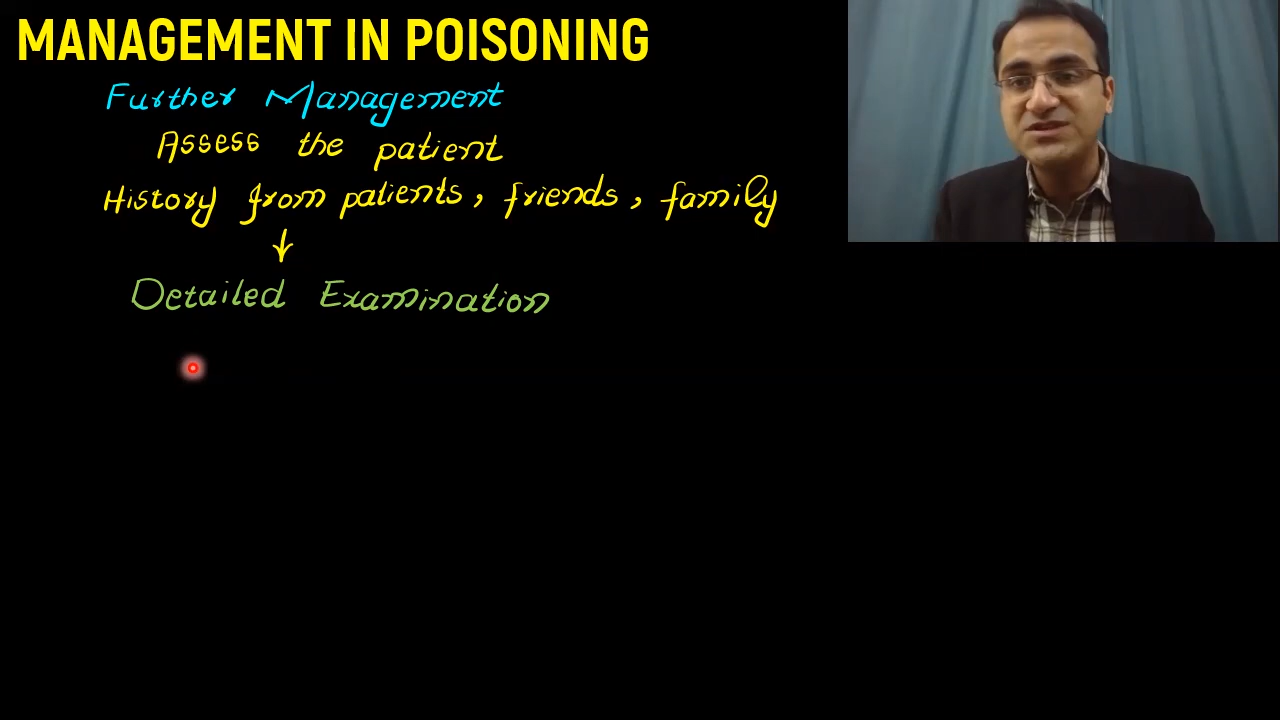 MANAGEMENT IN POISONING
Further Management
Assess the patient
History from patients, friends, family
↓
Detailed Examination